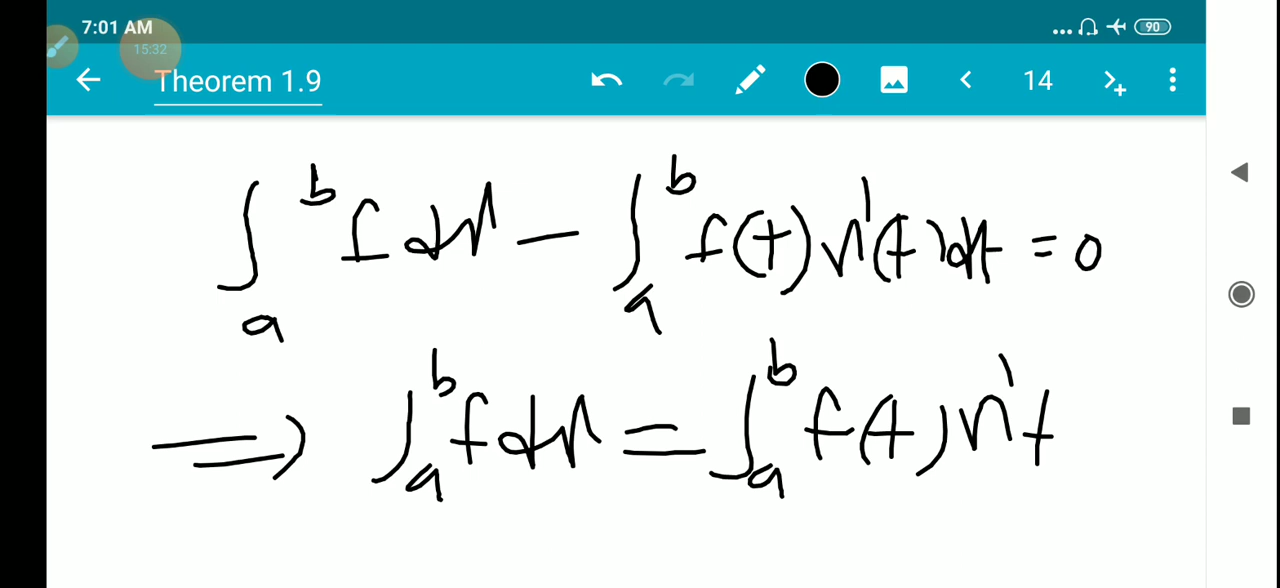 7:01 AM
90
15:32
Theorem 1.9
14
∫_a^b f dr - ∫_a^b f(t) r'(t) dt = 0
⇒ ∫_a^b f dr = ∫_a^b f(t) r't